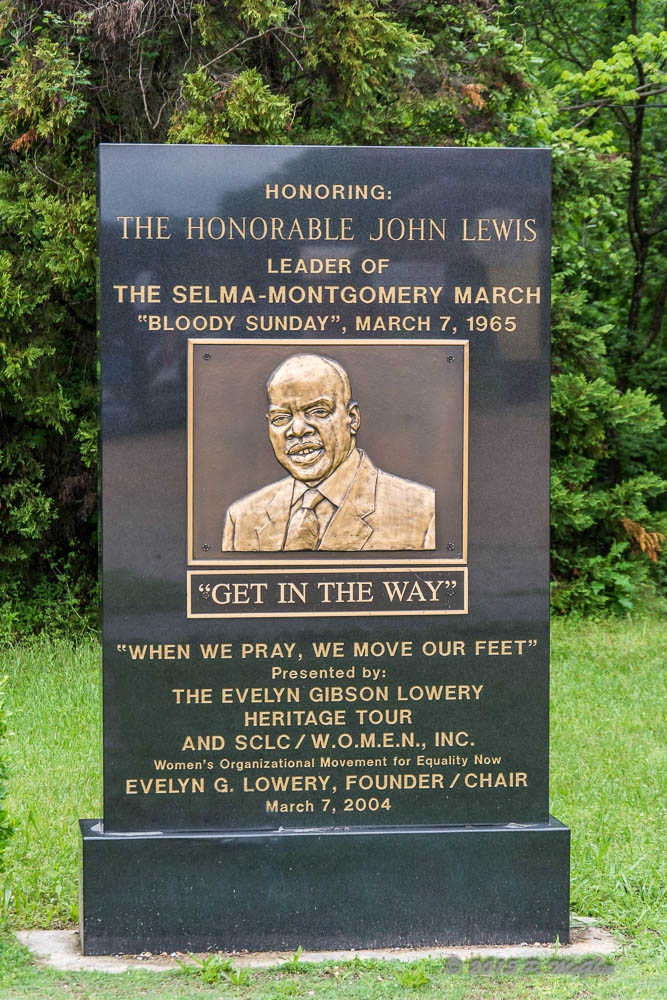 HONORING:
THE HONORABLE JOHN LEWIS
LEADER OF
THE SELMA-MONTGOMERY MARCH
"BLOODY SUNDAY", MARCH 7, 1965
"GET IN THE WAY"
"WHEN WE PRAY, WE MOVE OUR FEET"
Presented by:
THE EVELYN GIBSON LOWERY
HERITAGE TOUR
AND SCLC/W.O.M.E.N., INC.
Women's Organizational Movement for Equality Now
EVELYN G. LOWERY, FOUNDER/CHAIR
March 7, 2004